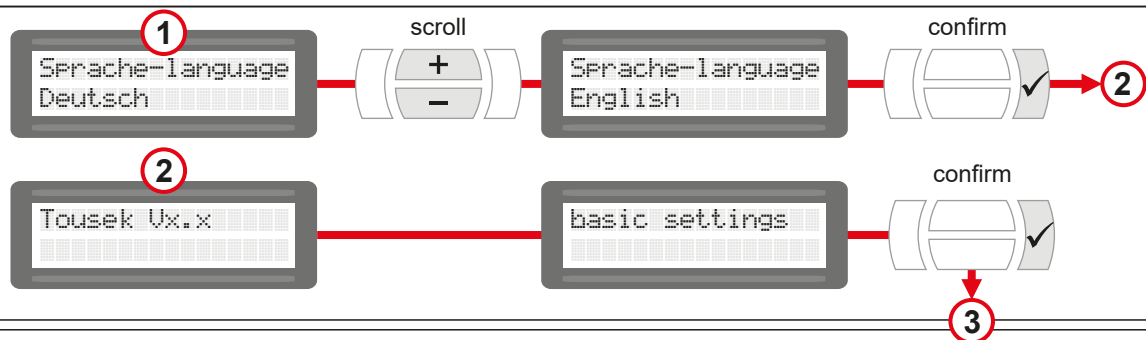 1
scroll
confirm
Sprache-language
Deutsch
+
−
Sprache-language
English
✓
2
2
confirm
Tousek Vx.x
basic settings
✓
3